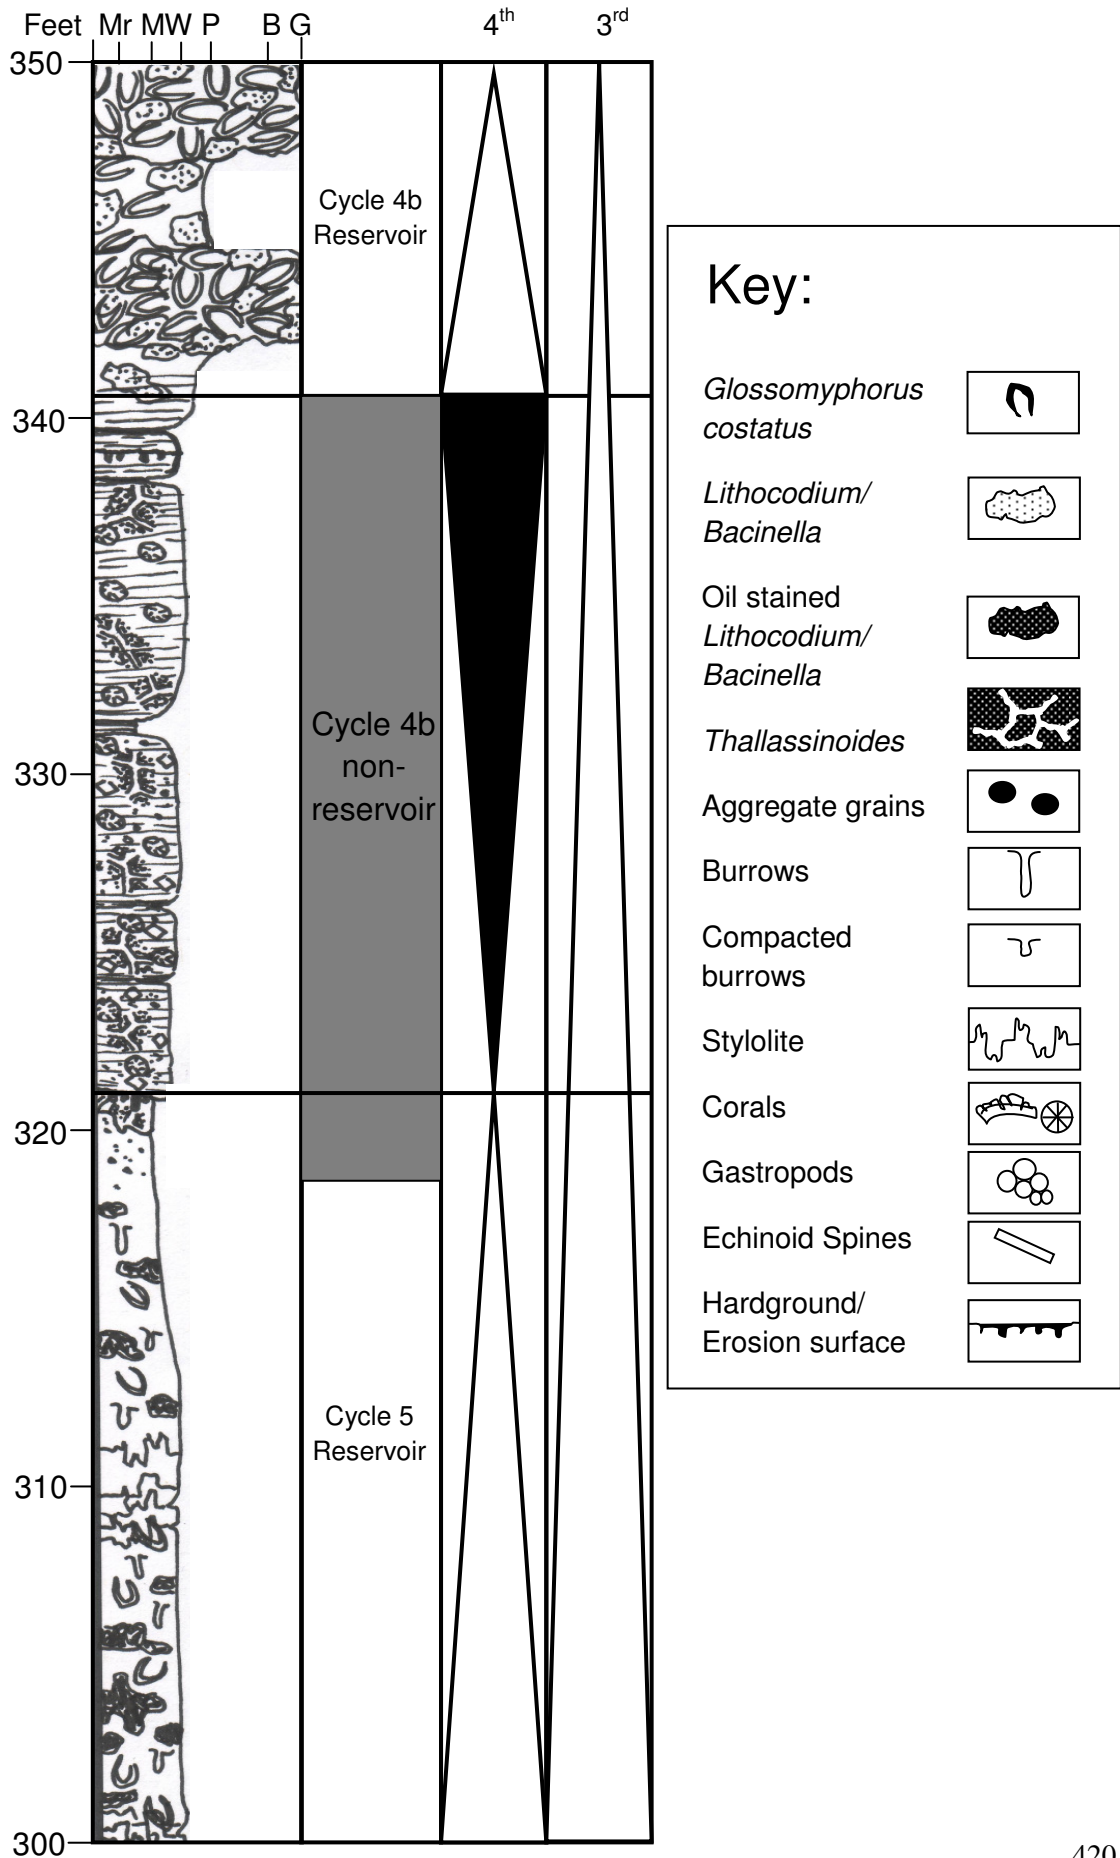 Feet Mr M W P B G 4th 3rd
350
Cycle 4b
Reservoir
340
Cycle 4b
non-
reservoir
330
320
Cycle 5
Reservoir
310
300
Key:
Glossomyphorus
costatus
Lithocodium/
Bacinella
Oil stained
Lithocodium/
Bacinella
Thallassinoides
Aggregate grains
Burrows
Compacted
burrows
Stylolite
Corals
Gastropods
Echinoid Spines
Hardground/
Erosion surface
420